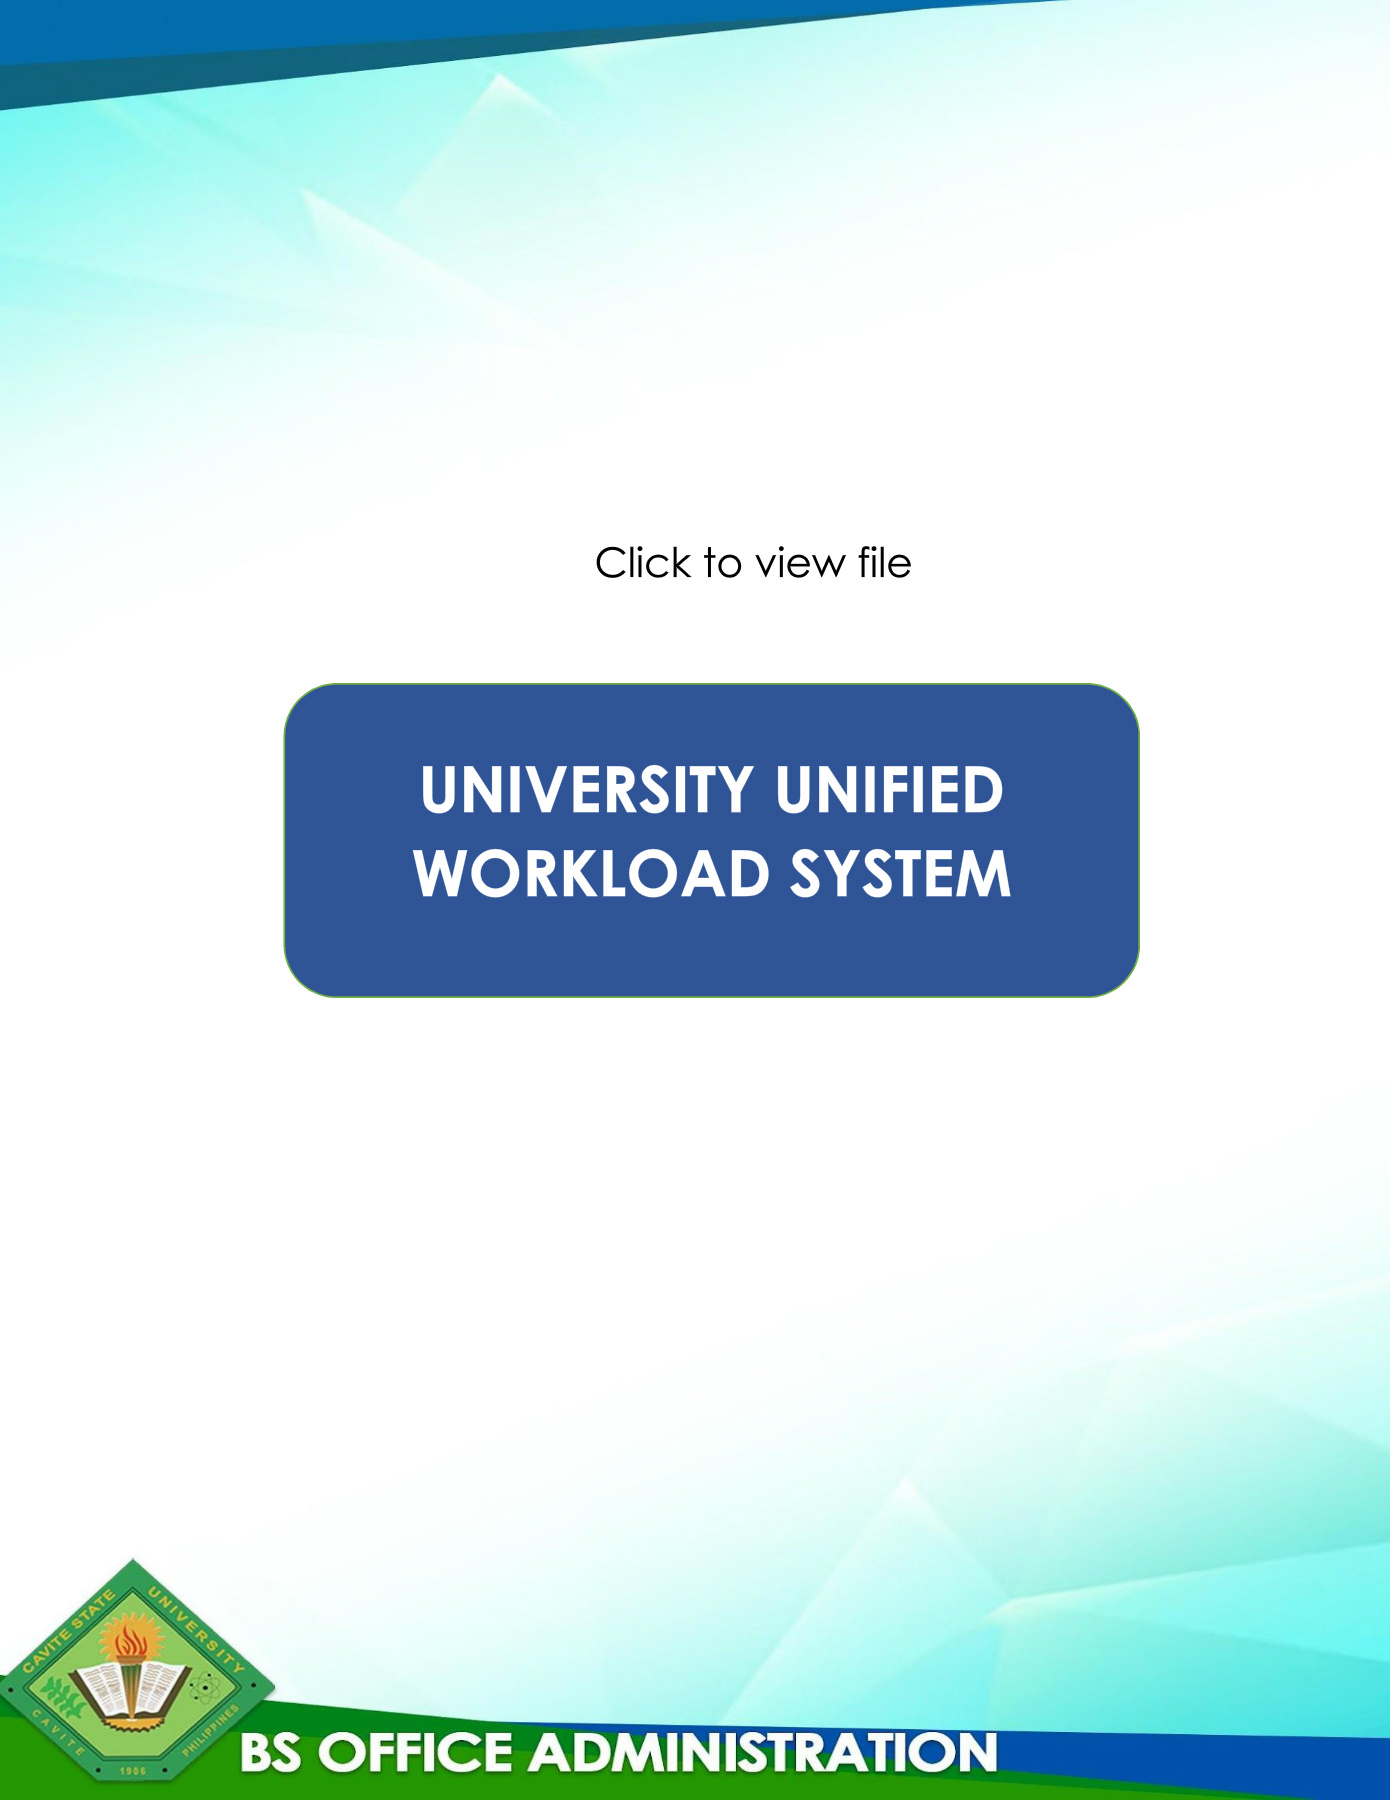 Click to view file
UNIVERSITY UNIFIED
WORKLOAD SYSTEM
CAVITE STATE UNIVERSITY
CAVITE
PHILIPPINES
1906
BS OFFICE ADMINISTRATION